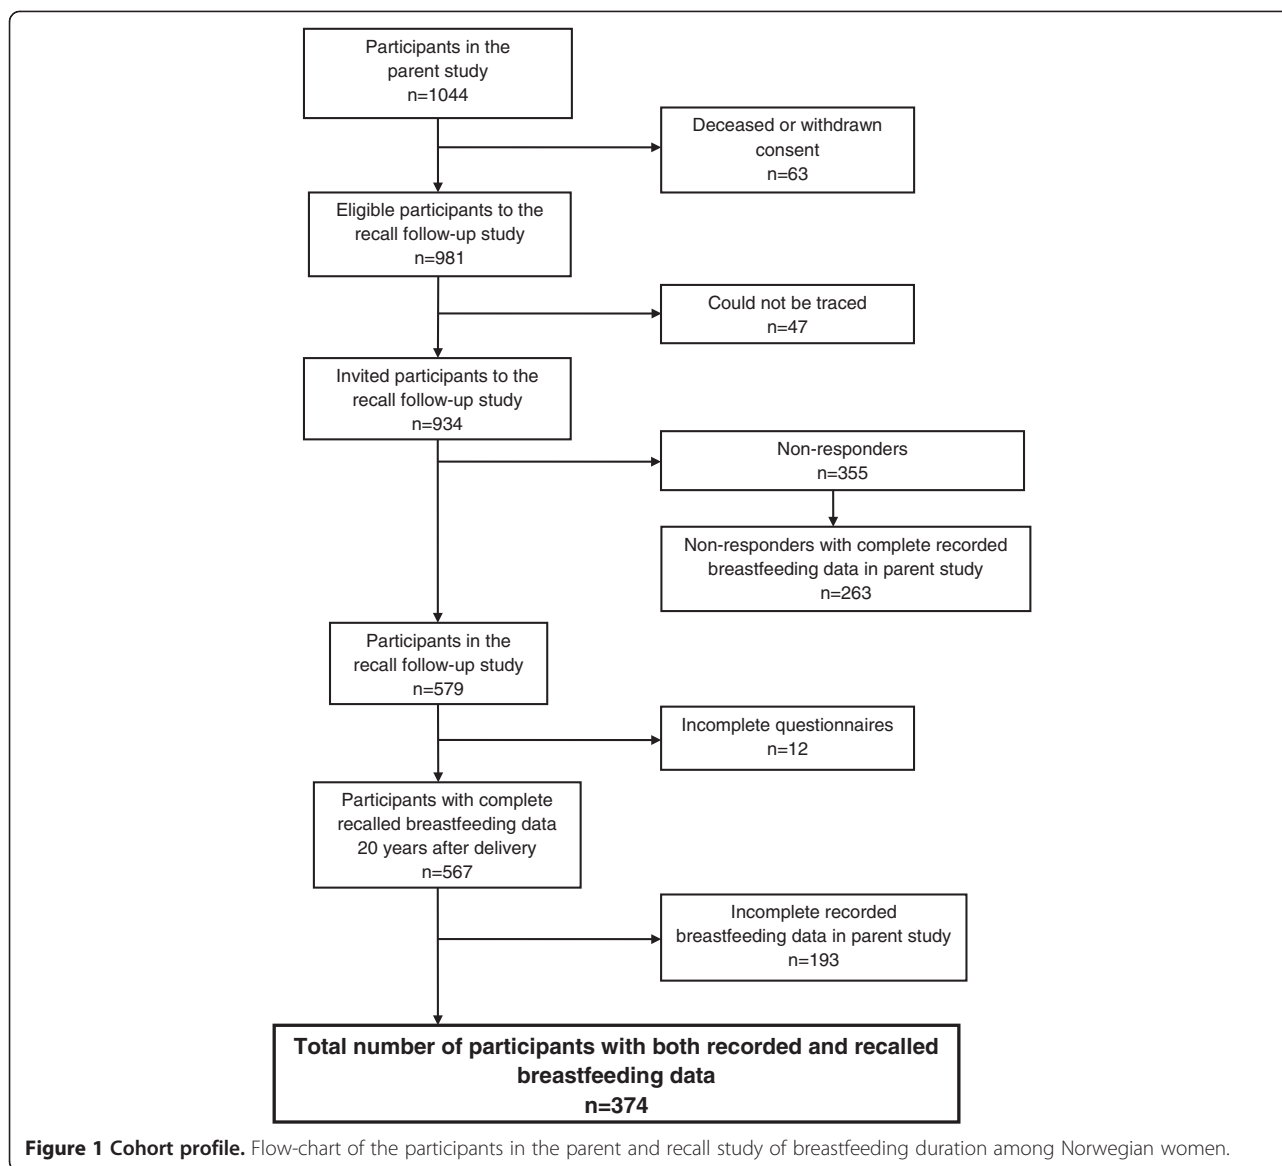 Participants in the
parent study
n=1044
Deceased or withdrawn
consent
n=63
Eligible participants to the
recall follow-up study
n=981
Could not be traced
n=47
Invited participants to the
recall follow-up study
n=934
Non-responders
n=355
Non-responders with complete recorded
breastfeeding data in parent study
n=263
Participants in the
recall follow-up study
n=579
Incomplete questionnaires
n=12
Participants with complete
recalled breastfeeding data
20 years after delivery
n=567
Incomplete recorded
breastfeeding data in parent study
n=193
Total number of participants with both recorded and recalled
breastfeeding data
n=374
Figure 1 Cohort profile. Flow-chart of the participants in the parent and recall study of breastfeeding duration among Norwegian women.